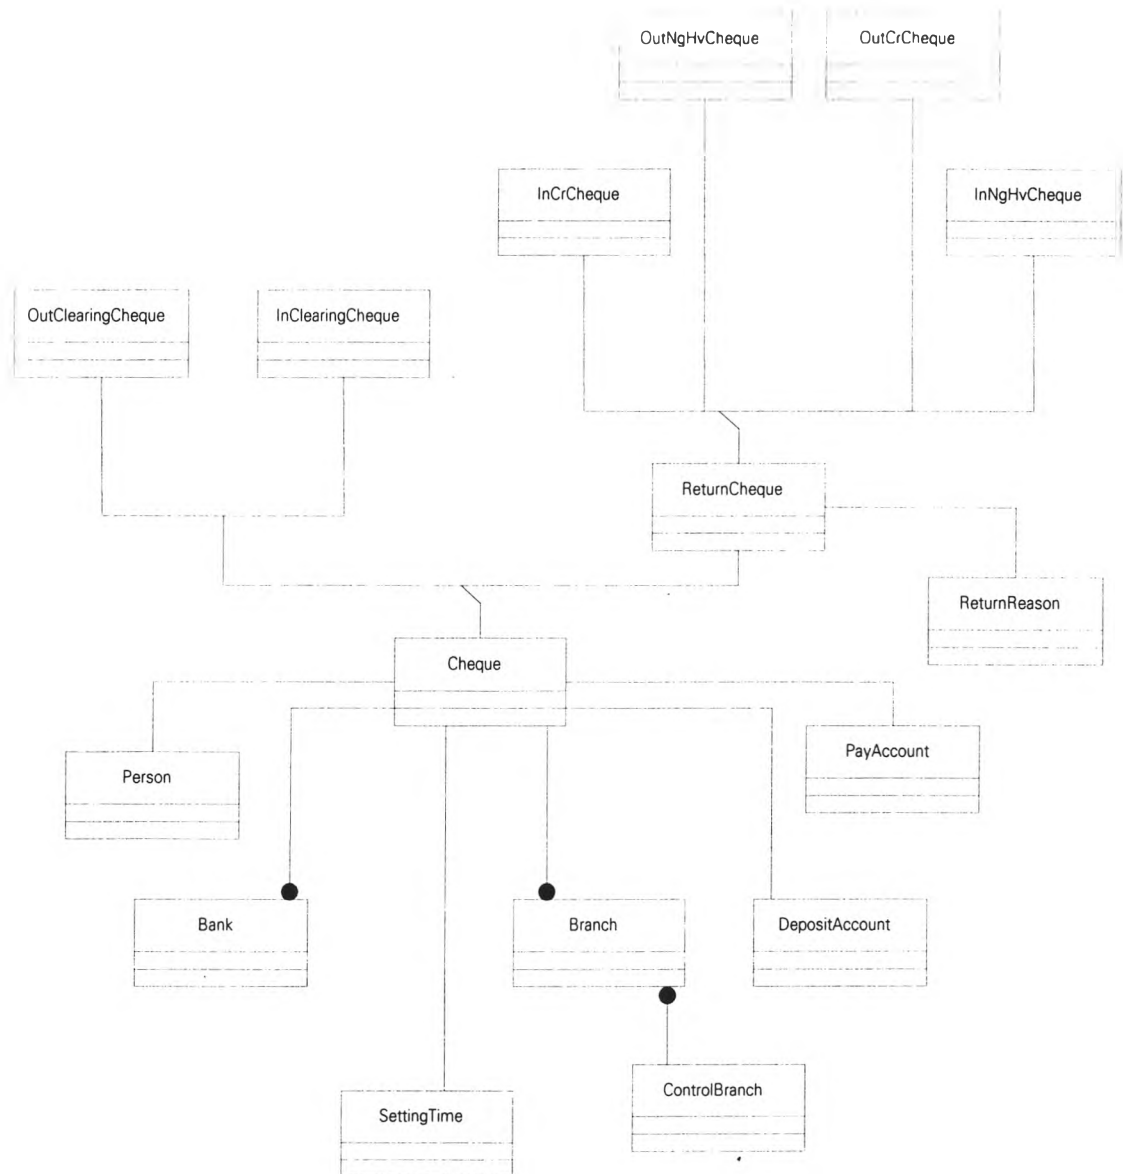 OutNgHvCheque
OutCrCheque
InCrCheque
InNgHvCheque
OutClearingCheque
InClearingCheque
ReturnCheque
ReturnReason
Cheque
PayAccount
Person
Bank
Branch
DepositAccount
ControlBranch
SettingTime